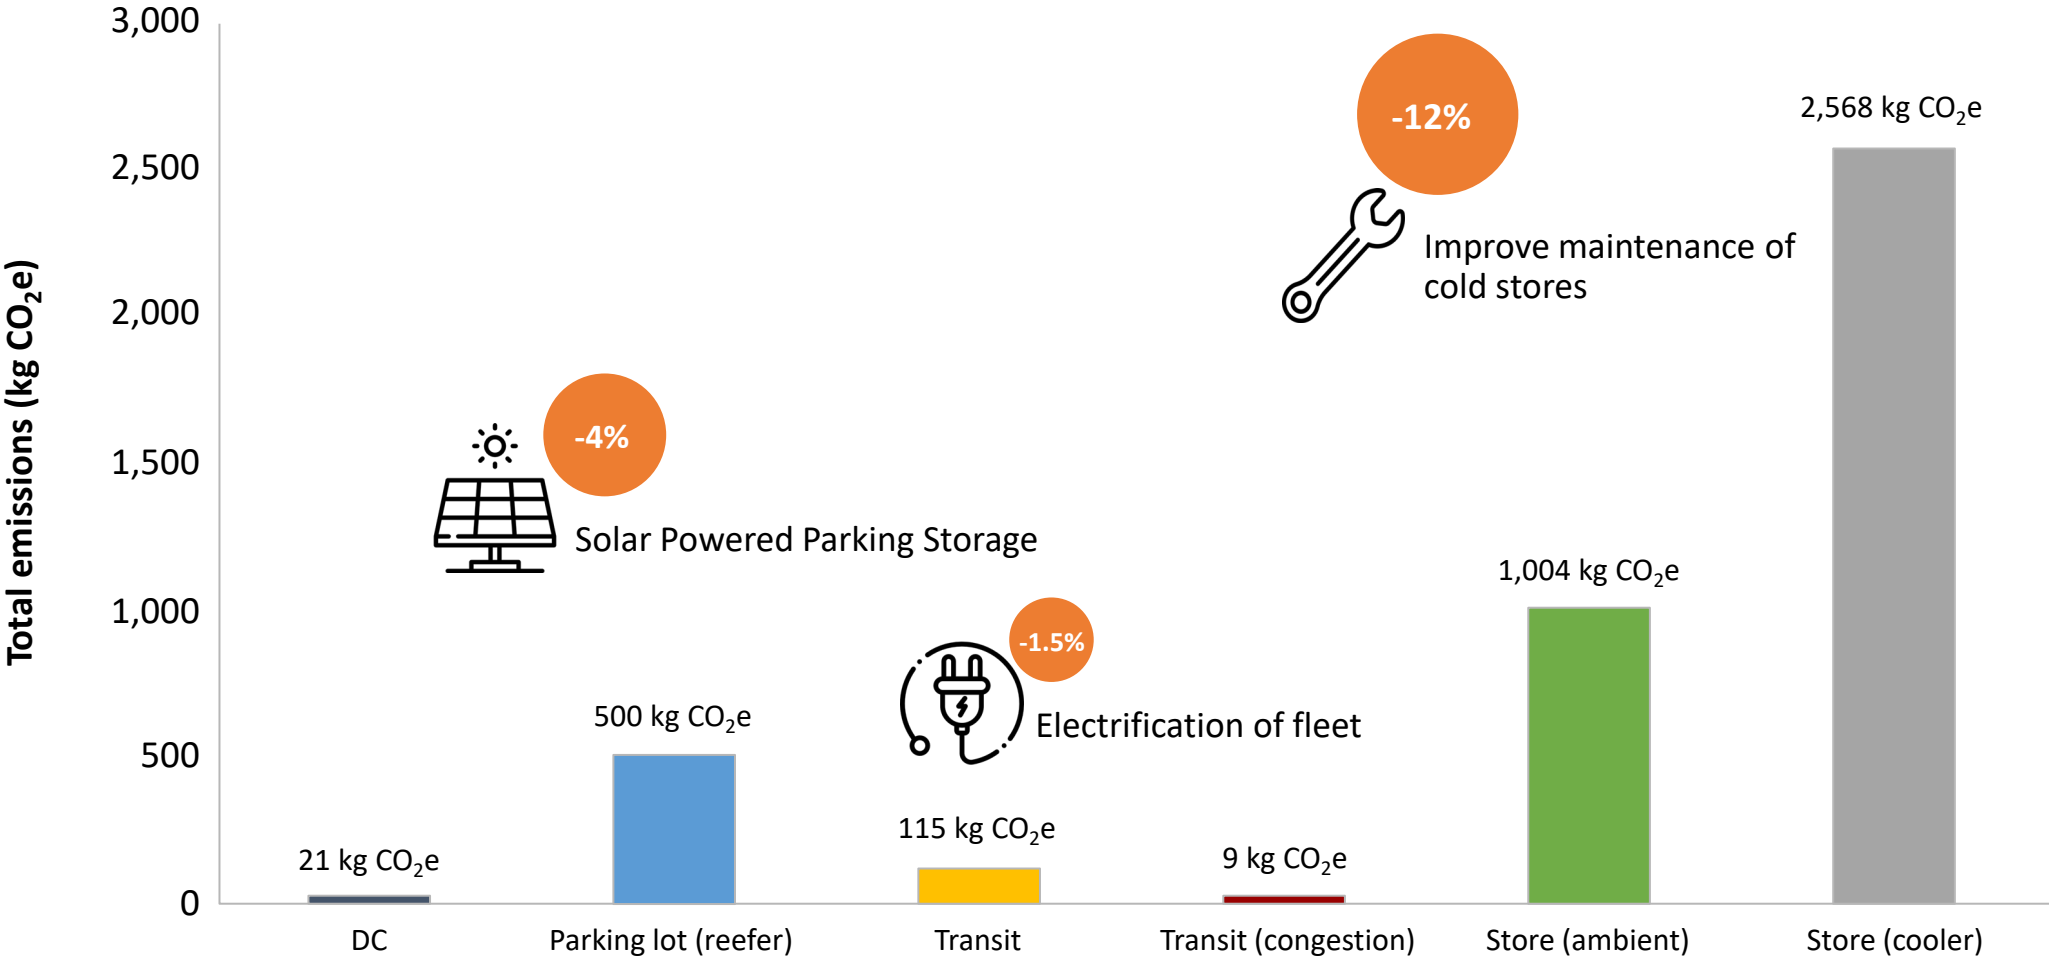 Total emissions (kg CO₂e)
3,000
2,500
2,000
1,500
1,000
500
0
-12%
2,568 kg CO₂e
Improve maintenance of
cold stores
-4%
Solar Powered Parking Storage
1,004 kg CO₂e
-1.5%
Electrification of fleet
500 kg CO₂e
115 kg CO₂e
21 kg CO₂e
9 kg CO₂e
DC
Parking lot (reefer)
Transit
Transit (congestion)
Store (ambient)
Store (cooler)